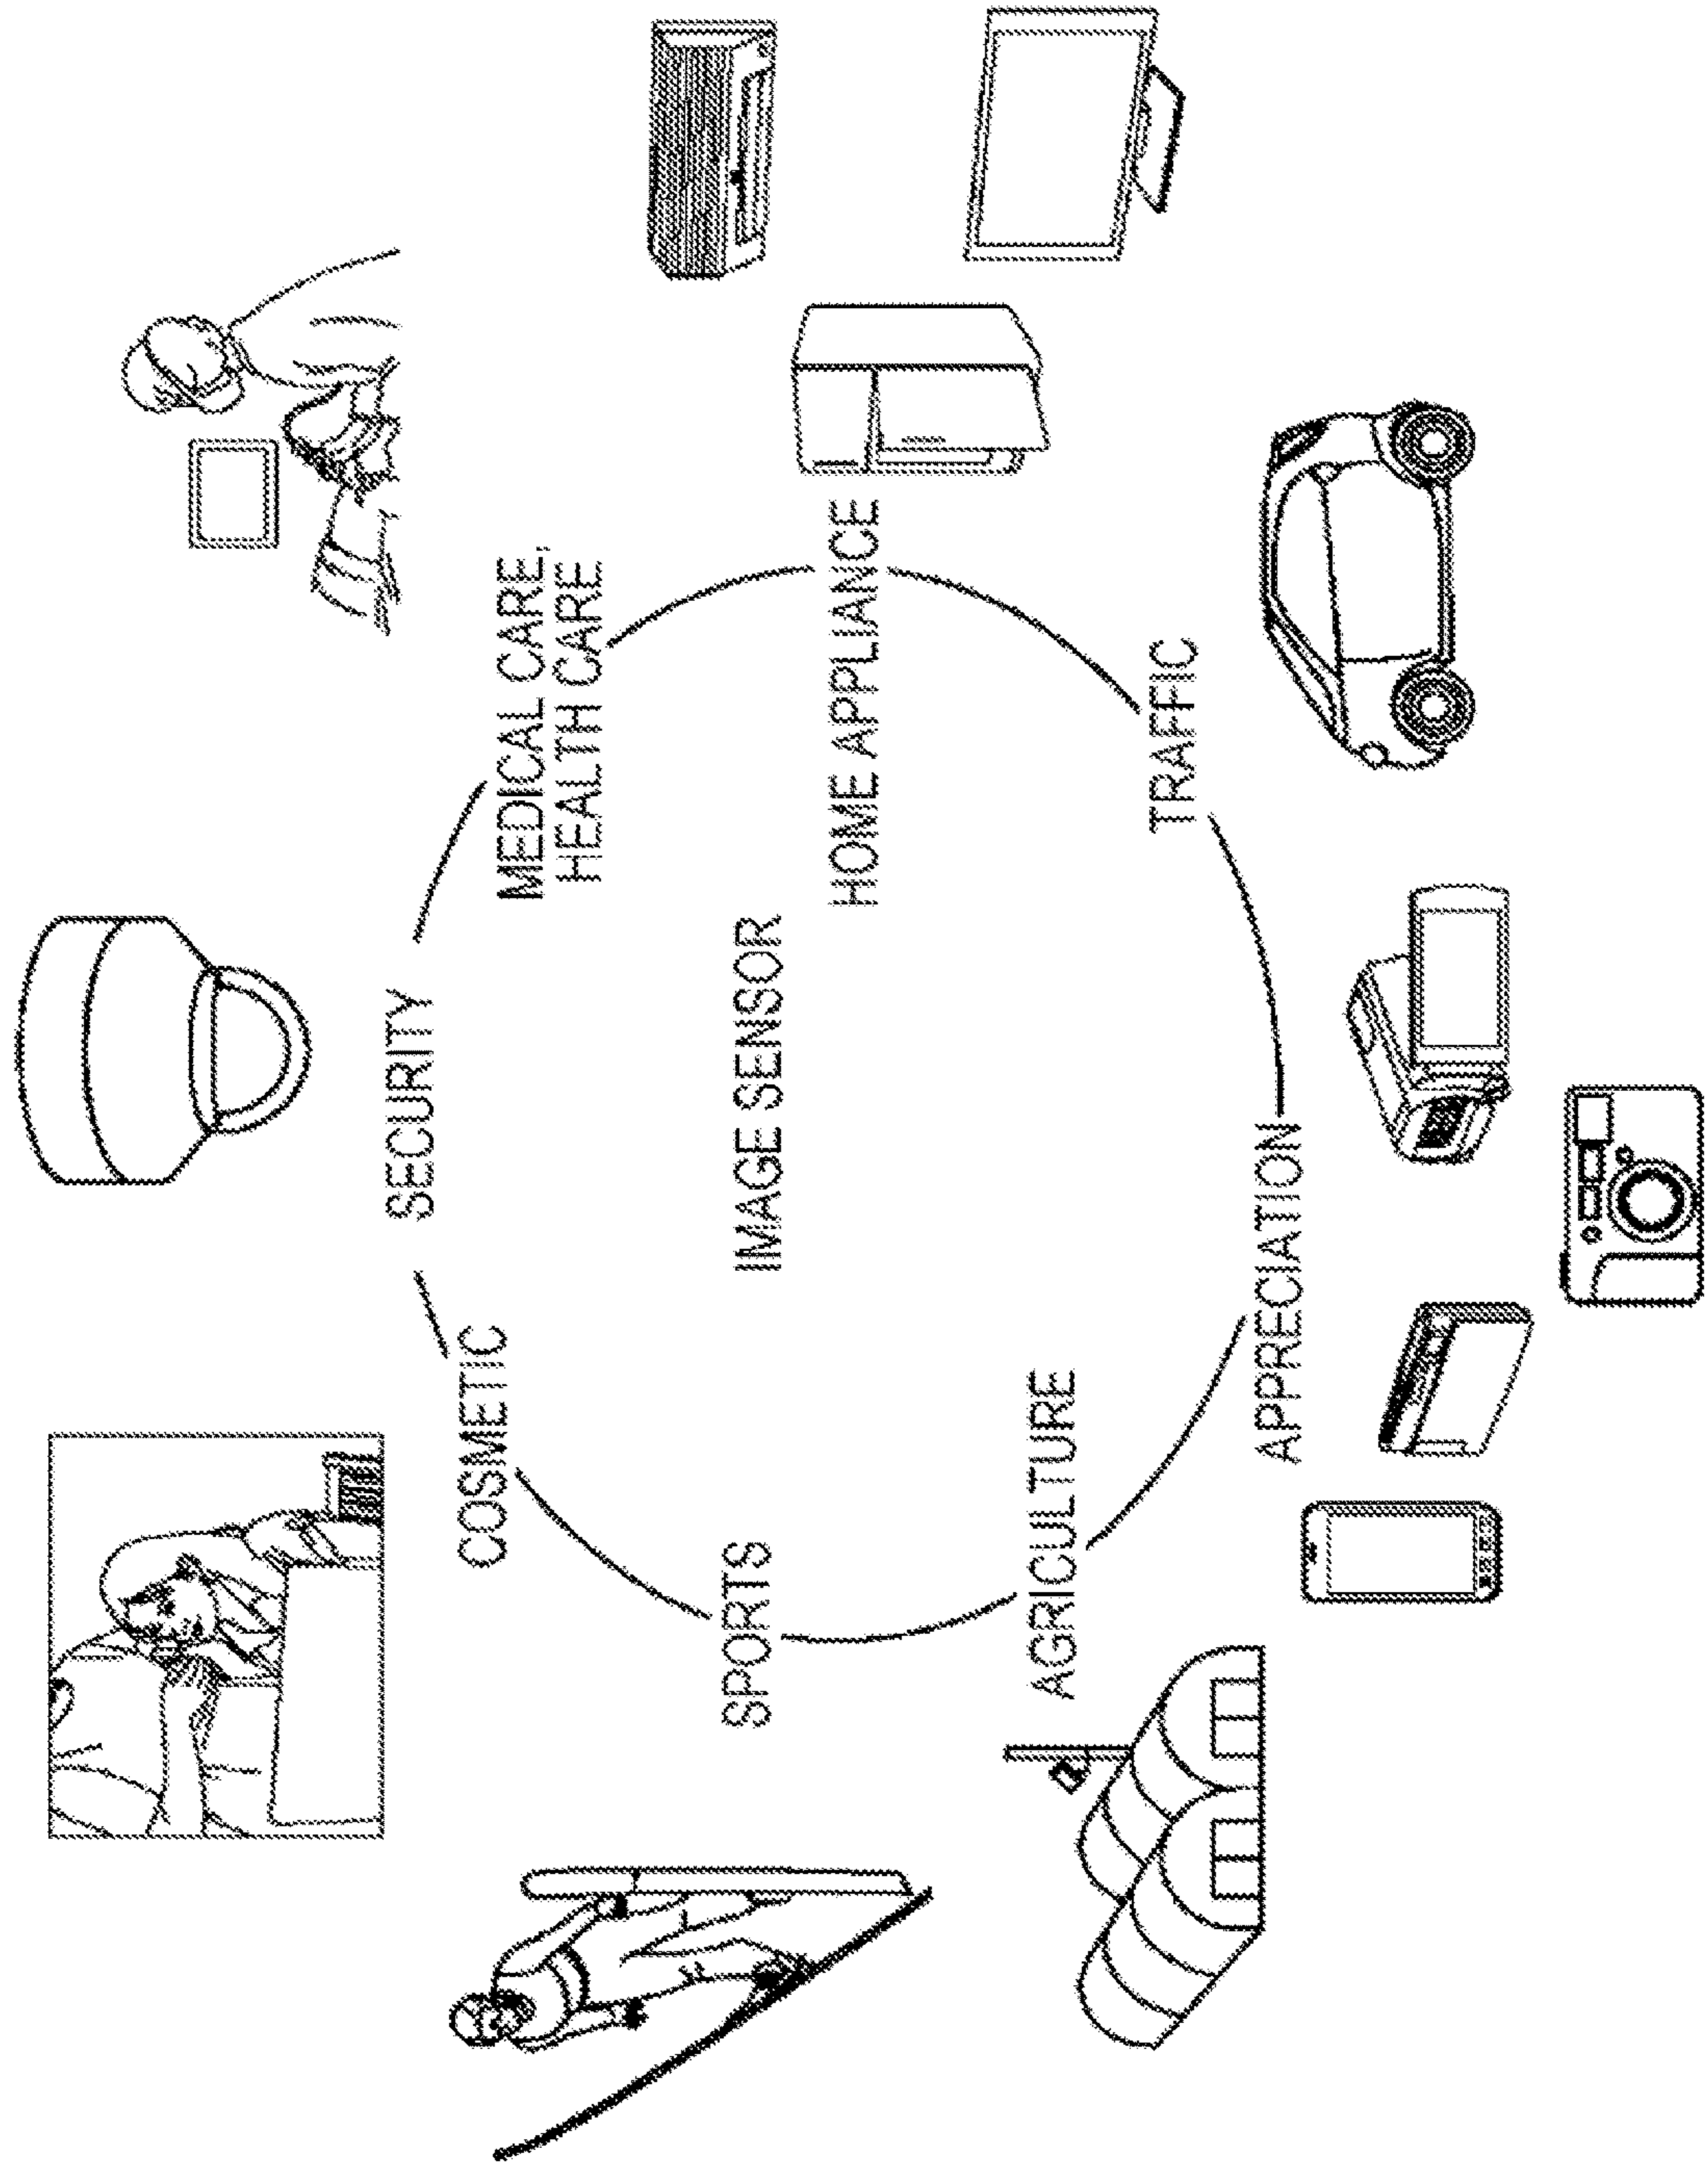 SECURITY
COSMETIC
MEDICAL CARE,
HEALTH CARE
SPORTS
IMAGE SENSOR
HOME APPLIANCE
AGRICULTURE
TRAFFIC
APPRECIATION